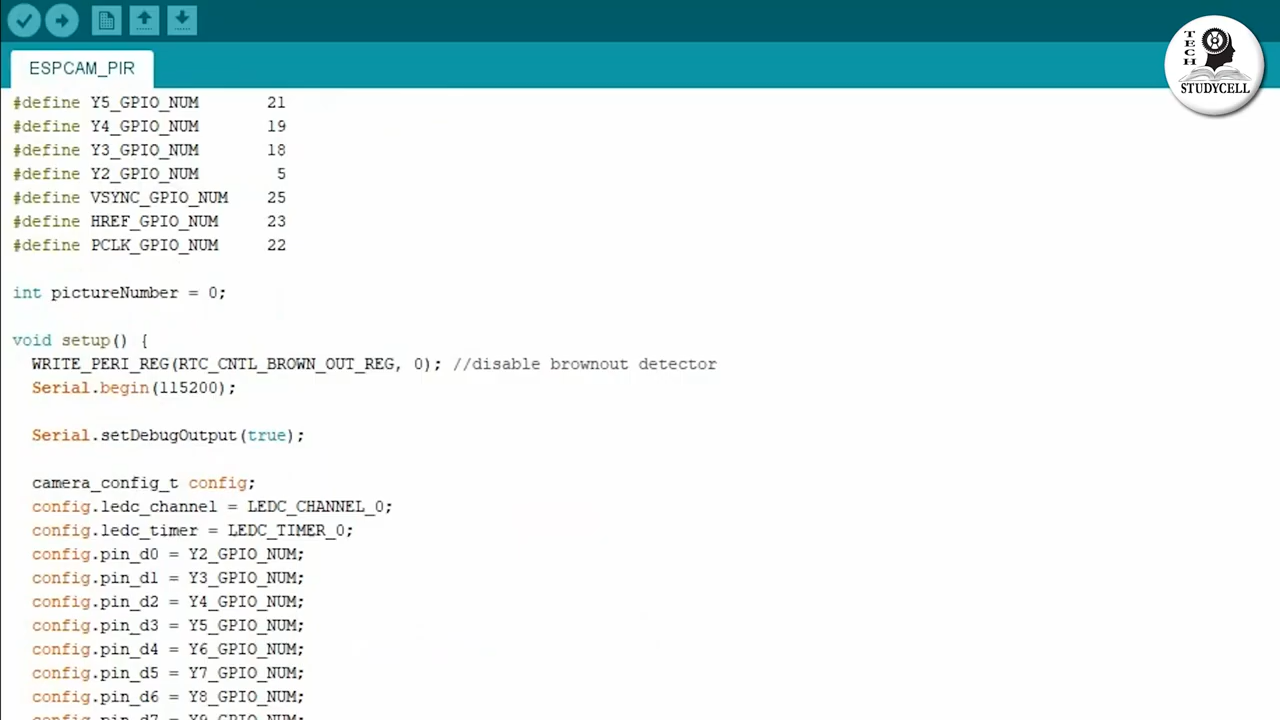 TECH
STUDYCELL
ESPCAM_PIR
#define Y5_GPIO_NUM 21
#define Y4_GPIO_NUM 19
#define Y3_GPIO_NUM 18
#define Y2_GPIO_NUM 5
#define VSYNC_GPIO_NUM 25
#define HREF_GPIO_NUM 23
#define PCLK_GPIO_NUM 22
int pictureNumber = 0;
void setup() {
WRITE_PERI_REG(RTC_CNTL_BROWN_OUT_REG, 0); //disable brownout detector
Serial.begin(115200);
Serial.setDebugOutput(true);
camera_config_t config;
config.ledc_channel = LEDC_CHANNEL_0;
config.ledc_timer = LEDC_TIMER_0;
config.pin_d0 = Y2_GPIO_NUM;
config.pin_d1 = Y3_GPIO_NUM;
config.pin_d2 = Y4_GPIO_NUM;
config.pin_d3 = Y5_GPIO_NUM;
config.pin_d4 = Y6_GPIO_NUM;
config.pin_d5 = Y7_GPIO_NUM;
config.pin_d6 = Y8_GPIO_NUM;
config.pin_d7 = Y9_GPIO_NUM;